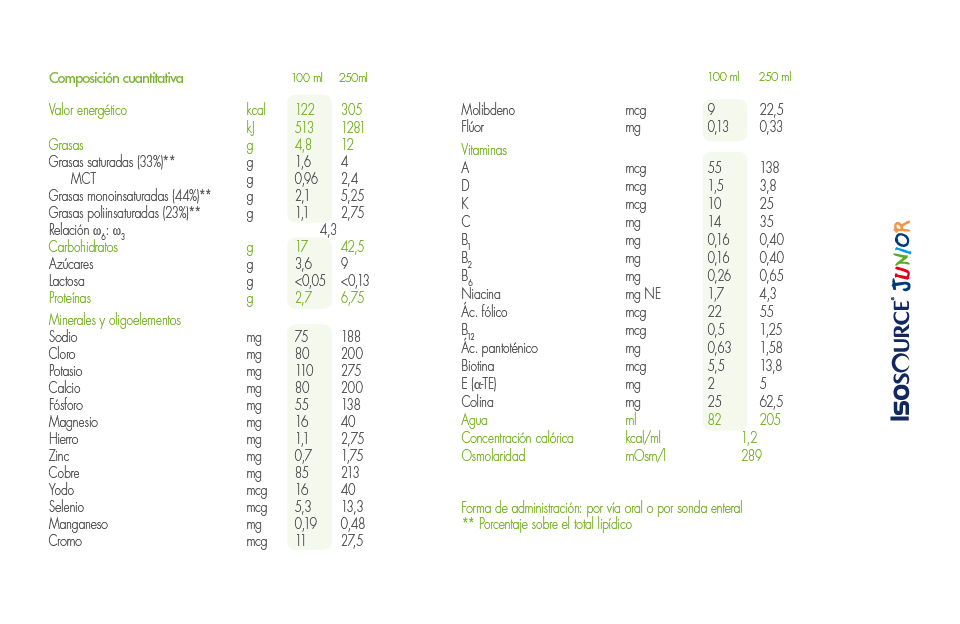 Composición cuantitativa 100 ml 250ml
Valor energético kcal 122 305
kJ 513 1281
Grasas g 4,8 12
Grasas saturadas (33%)** g 1,6 4
MCT g 0,96 2,4
Grasas monoinsaturadas (44%)** g 2,1 5,25
Grasas poliinsaturadas (23%)** g 1,1 2,75
Relación ω6: ω3 4,3
Carbohidratos g 17 42,5
Azúcares g 3,6 9
Lactosa g <0,05 <0,13
Proteínas g 2,7 6,75
Minerales y oligoelementos
Sodio mg 75 188
Cloro mg 80 200
Potasio mg 110 275
Calcio mg 80 200
Fósforo mg 55 138
Magnesio mg 16 40
Hierro mg 1,1 2,75
Zinc mg 0,7 1,75
Cobre mg 85 213
Yodo mcg 16 40
Selenio mcg 5,3 13,3
Manganeso mg 0,19 0,48
Cromo mcg 11 27,5
100 ml 250 ml
Molibdeno mcg 9 22,5
Flúor mg 0,13 0,33
Vitaminas
A mcg 55 138
D mcg 1,5 3,8
K mcg 10 25
C mg 14 35
B1 mg 0,16 0,40
B2 mg 0,16 0,40
B6 mg 0,26 0,65
Niacina mg NE 1,7 4,3
Ác. fólico mcg 22 55
B12 mcg 0,5 1,25
Ác. pantoténico mg 0,63 1,58
Biotina mcg 5,5 13,8
E (α-TE) mg 2 5
Colina mg 25 62,5
Agua ml 82 205
Concentración calórica kcal/ml 1,2
Osmolaridad mOsm/l 289
Forma de administración: por vía oral o por sonda enteral
** Porcentaje sobre el total lipídico
ISOSOURCE® JUNIOR